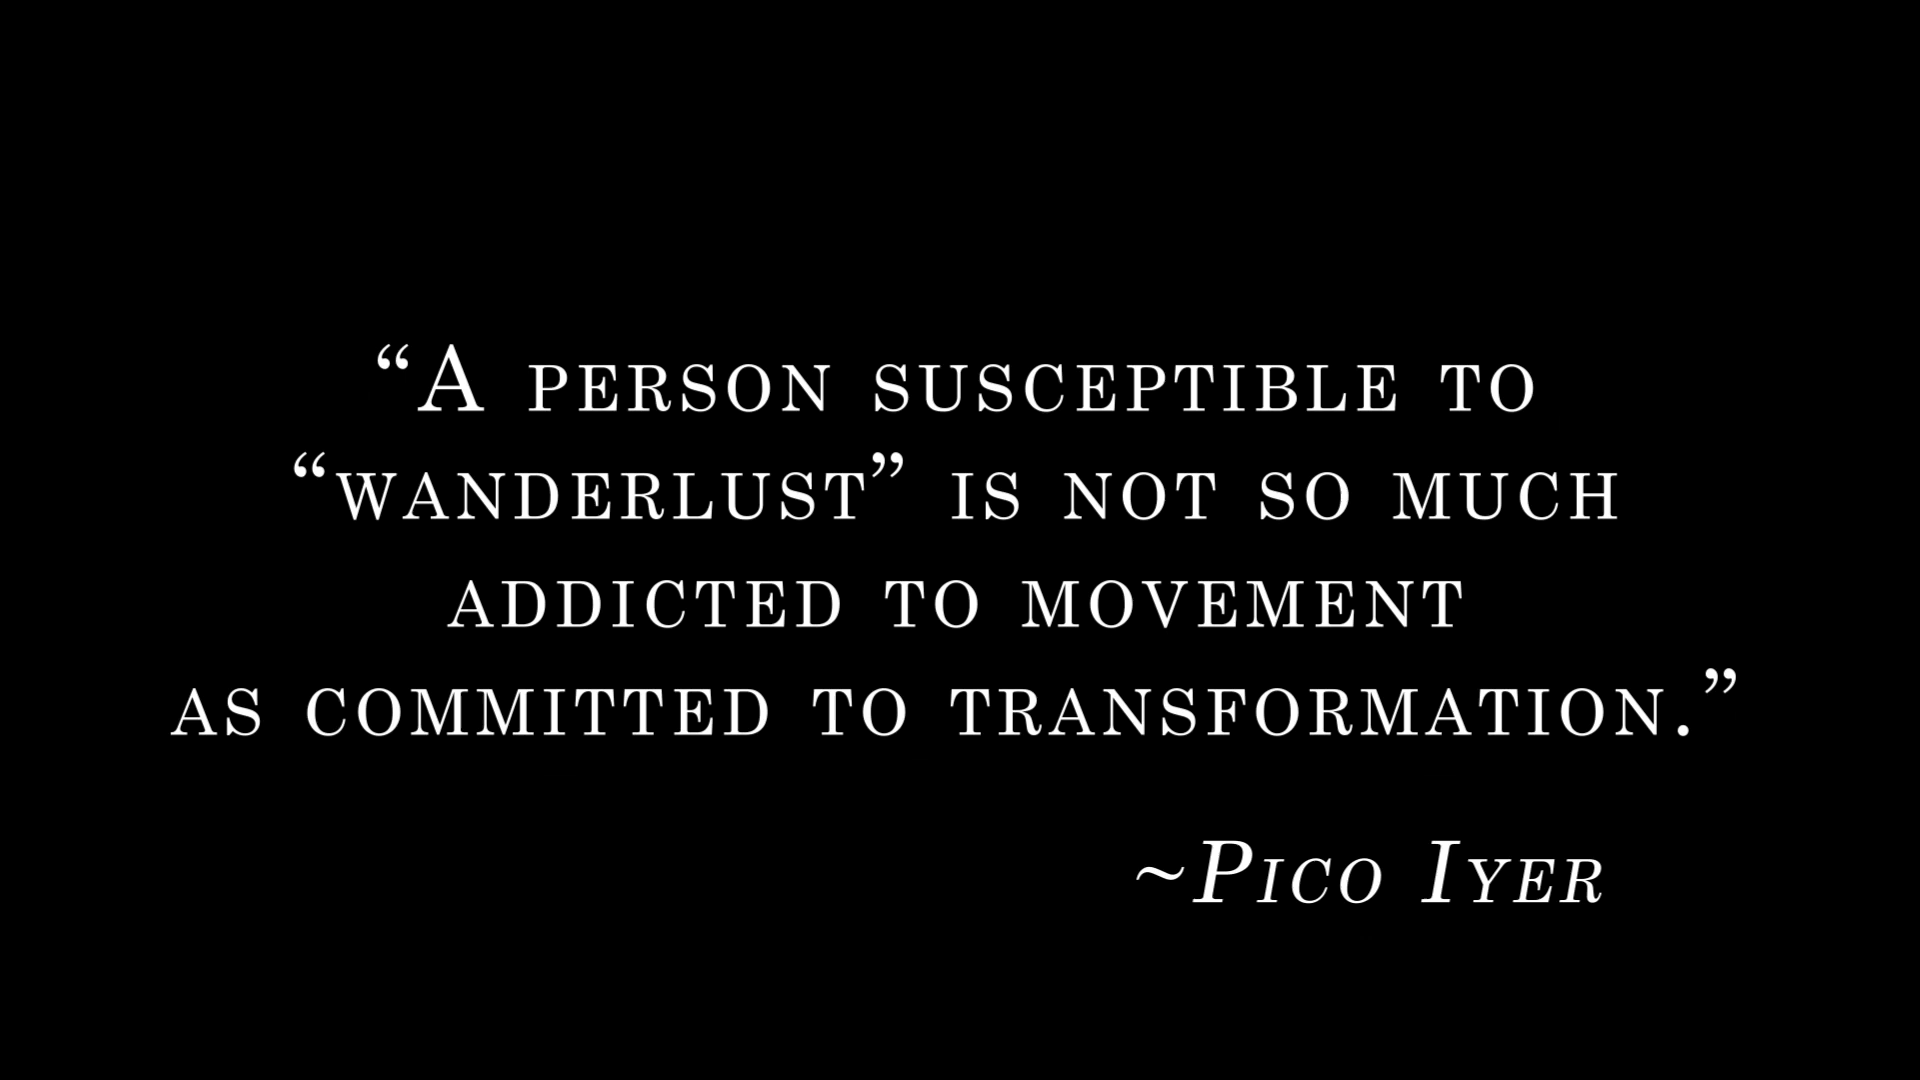 “A person susceptible to
“wanderlust” is not so much
addicted to movement
as committed to transformation.”
~Pico Iyer